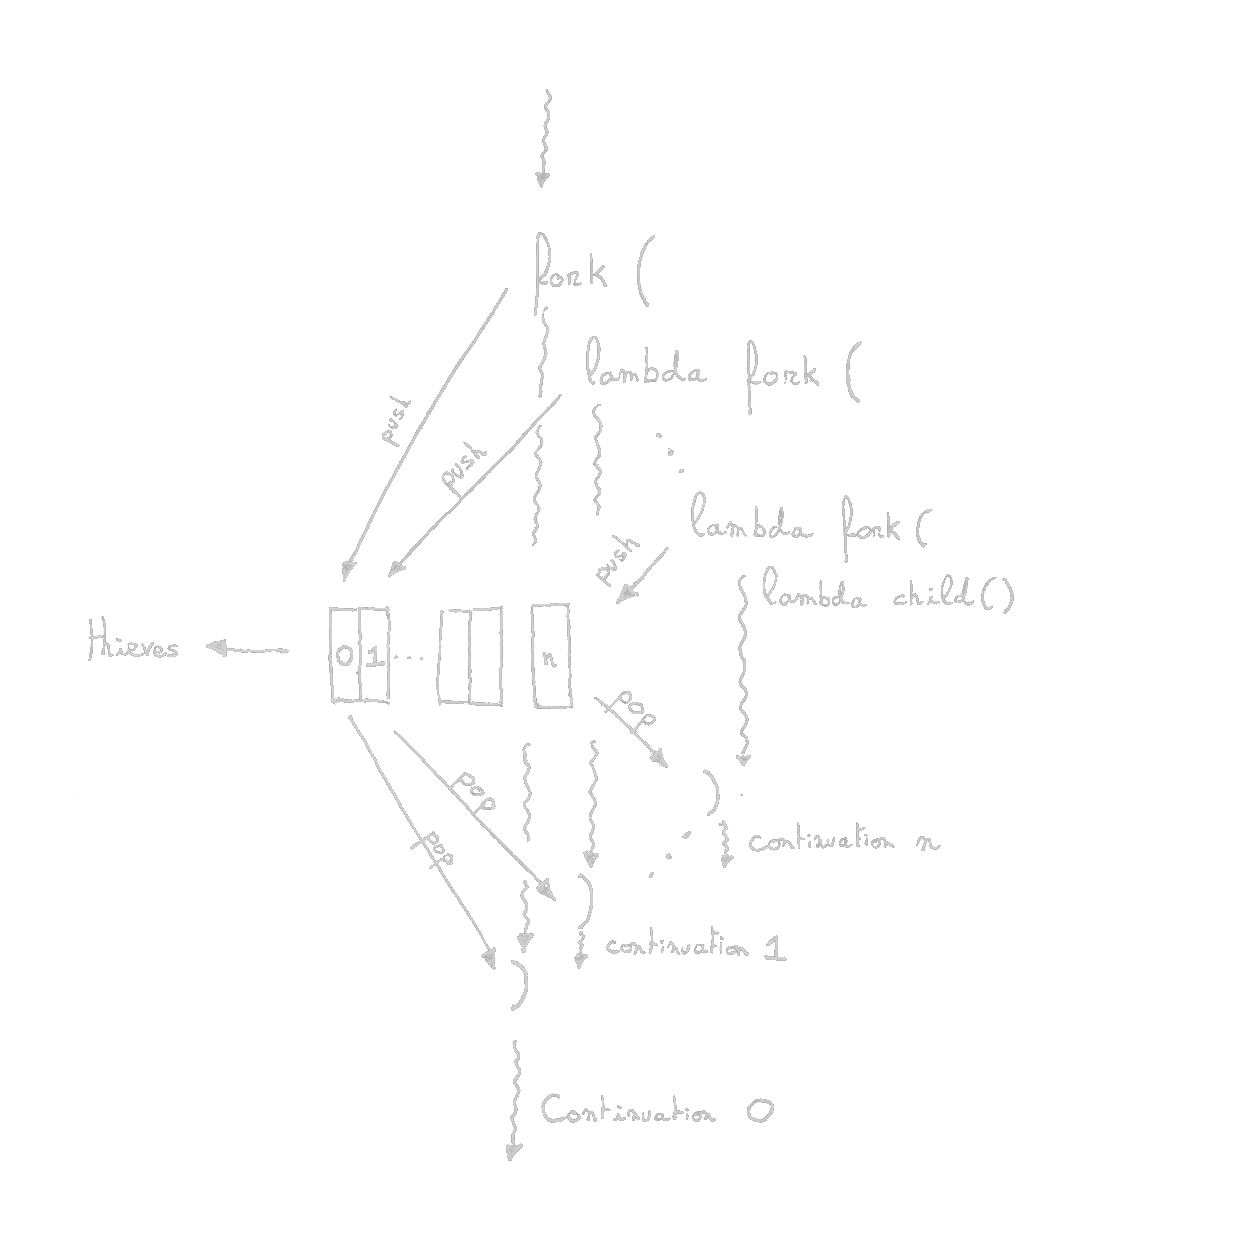 fork (
lambda fork (
push
push
lambda fork (
push
lambda child()
thieves
0 1 ... n
pop
pop
pop
)
continuation n
)
continuation 1
)
Continuation 0